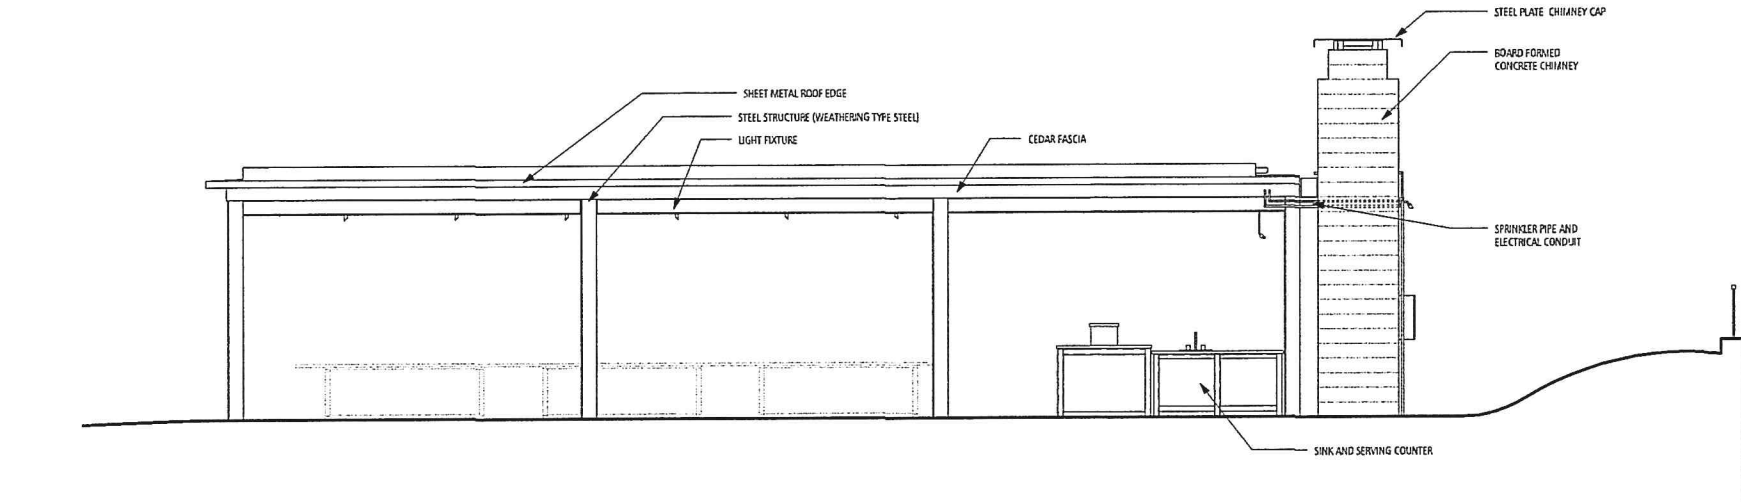 STEEL PLATE CHIMNEY CAP
BOARD FORMED
CONCRETE CHIMNEY
SHEET METAL ROOF EDGE
STEEL STRUCTURE (WEATHERING TYPE STEEL)
LIGHT FIXTURE
CEDAR FASCIA
SPRINKLER PIPE AND
ELECTRICAL CONDUIT
SINK AND SERVING COUNTER